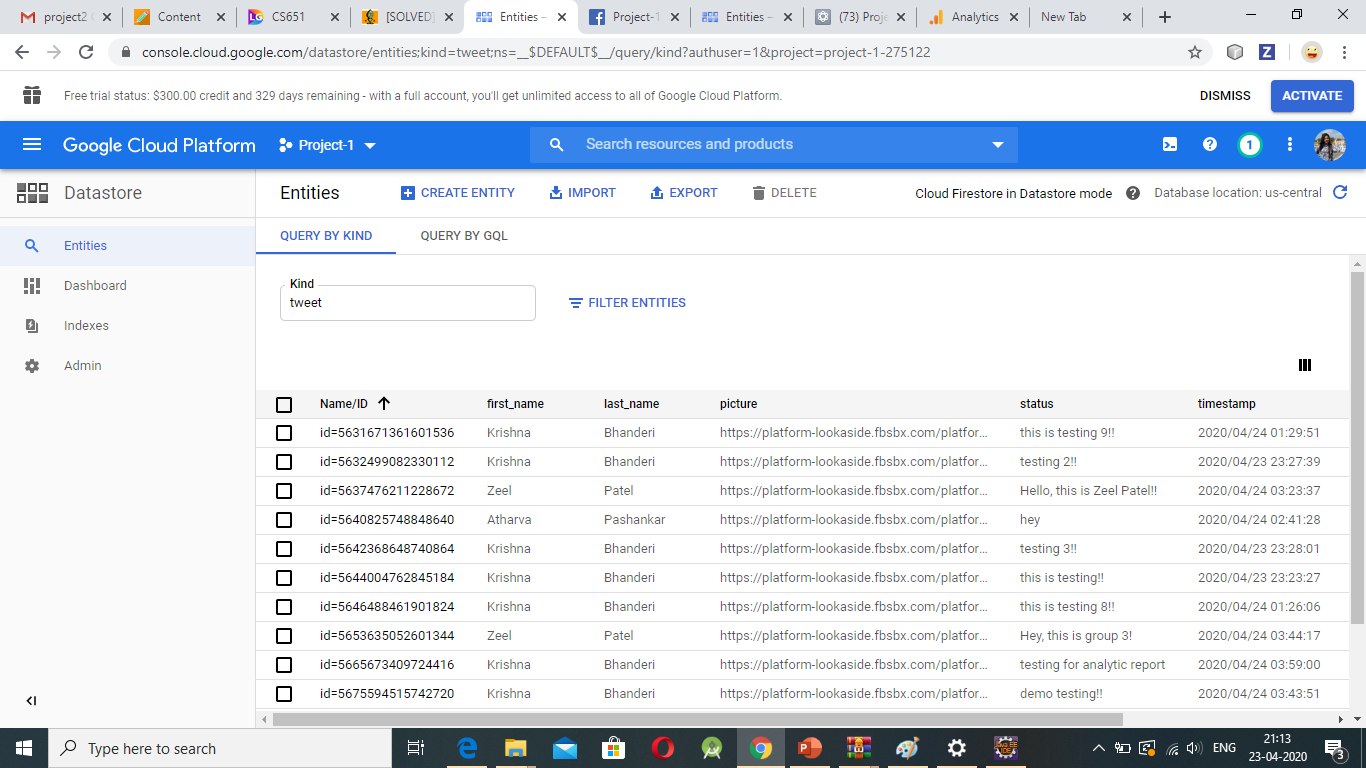 project2 (
Content
CS651
[SOLVED]
Entities –
Project-1
Entities –
(73) Proje
Analytics
New Tab
console.cloud.google.com/datastore/entities;kind=tweet;ns=__$DEFAULT$__/query/kind?authuser=1&project=project-1-275122
Free trial status: $300.00 credit and 329 days remaining - with a full account, you'll get unlimited access to all of Google Cloud Platform.
DISMISS
ACTIVATE
Google Cloud Platform
Project-1
Search resources and products
1
Datastore
Entities
CREATE ENTITY
IMPORT
EXPORT
DELETE
Cloud Firestore in Datastore mode
Database location: us-central
Entities
Dashboard
Indexes
Admin
QUERY BY KIND
QUERY BY GQL
Kind
tweet
FILTER ENTITIES
Name/ID first_name last_name picture status timestamp
id=5631671361601536 Krishna Bhanderi https://platform-lookaside.fbsbx.com/platfor... this is testing 9!! 2020/04/24 01:29:51
id=5632499082330112 Krishna Bhanderi https://platform-lookaside.fbsbx.com/platfor... testing 2!! 2020/04/23 23:27:39
id=5637476211228672 Zeel Patel https://platform-lookaside.fbsbx.com/platfor... Hello, this is Zeel Patel!! 2020/04/24 03:23:37
id=5640825748848640 Atharva Pashankar https://platform-lookaside.fbsbx.com/platfor... hey 2020/04/24 02:41:28
id=5642368648740864 Krishna Bhanderi https://platform-lookaside.fbsbx.com/platfor... testing 3!! 2020/04/23 23:28:01
id=5644004762845184 Krishna Bhanderi https://platform-lookaside.fbsbx.com/platfor... this is testing!! 2020/04/23 23:23:27
id=5646488461901824 Krishna Bhanderi https://platform-lookaside.fbsbx.com/platfor... this is testing 8!! 2020/04/24 01:26:06
id=5653635052601344 Zeel Patel https://platform-lookaside.fbsbx.com/platfor... Hey, this is group 3! 2020/04/24 03:44:17
id=5665673409724416 Krishna Bhanderi https://platform-lookaside.fbsbx.com/platfor... testing for analytic report 2020/04/24 03:59:00
id=5675594515742720 Krishna Bhanderi https://platform-lookaside.fbsbx.com/platfor... demo testing!! 2020/04/24 03:43:51
Type here to search
ENG
21:13
23-04-2020
3